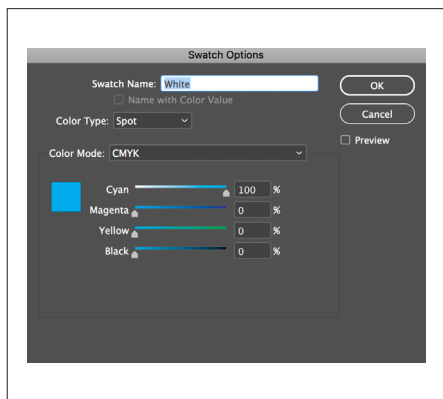 Swatch Options
Swatch Name: White
OK
Name with Color Value
Cancel
Color Type: Spot
Preview
Color Mode: CMYK
Cyan 100 %
Magenta 0 %
Yellow 0 %
Black 0 %